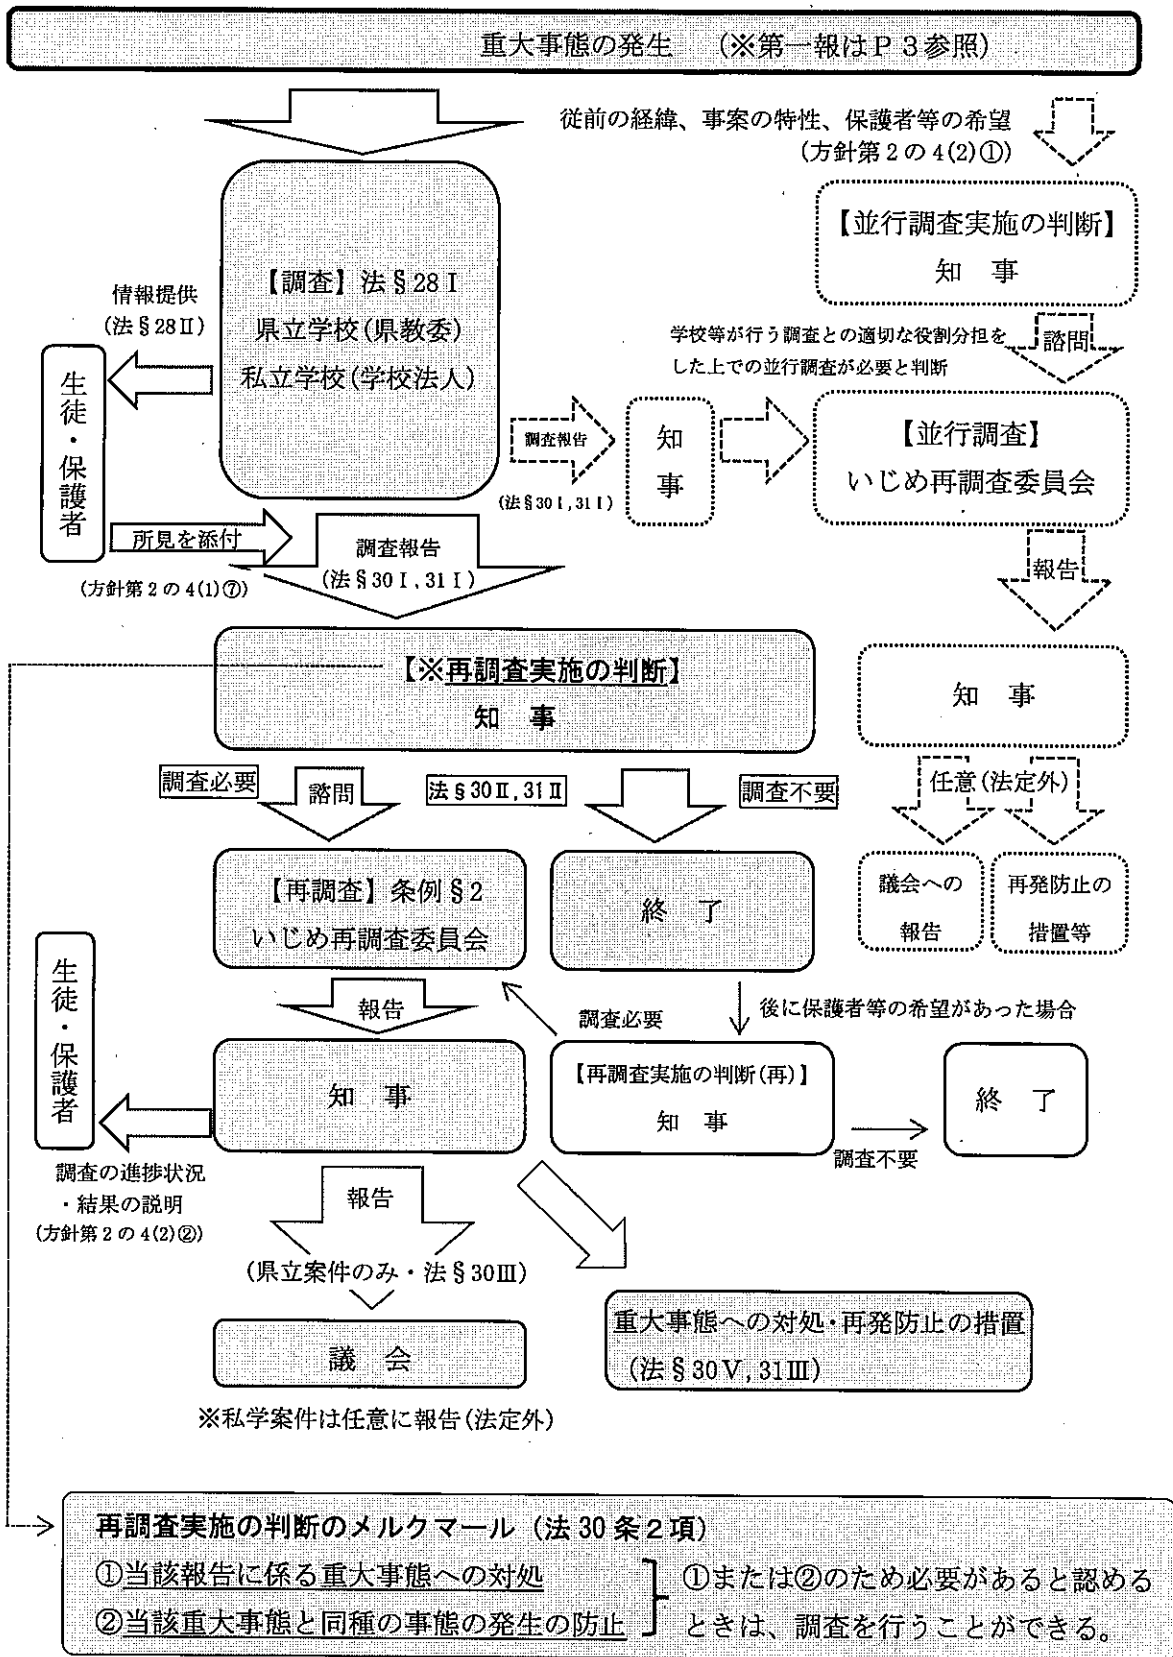 重大事態の発生　(※第一報はP3参照)
従前の経緯、事案の特性、保護者等の希望
(方針第2の4(2)①)
【並行調査実施の判断】
知　事
【調査】法§28Ⅰ
県立学校(県教委)
私立学校(学校法人)
情報提供
(法§28Ⅱ)
生徒・保護者
学校等が行う調査との適切な役割分担を
した上での並行調査が必要と判断
諮問
調査報告
(法§30Ⅰ,31Ⅰ)
知
事
【並行調査】
いじめ再調査委員会
所見を添付
(方針第2の4(1)⑦)
調査報告
(法§30Ⅰ,31Ⅰ)
報告
【※再調査実施の判断】
知　事
知　事
調査必要
諮問
法§30Ⅱ,31Ⅱ
調査不要
任意(法定外)
【再調査】条例§2
いじめ再調査委員会
終　了
議会への
報告
再発防止の
措置等
生徒・保護者
報告
調査必要
後に保護者等の希望があった場合
知　事
【再調査実施の判断(再)】
知　事
調査不要
終　了
調査の進捗状況
・結果の説明
(方針第2の4(2)②)
報告
(県立案件のみ・法§30Ⅲ)
議　会
※私学案件は任意に報告(法定外)
重大事態への対処・再発防止の措置
(法§30Ⅴ,31Ⅲ)
再調査実施の判断のメルクマール(法30条2項)
①当該報告に係る重大事態への対処
②当該重大事態と同種の事態の発生の防止
①または②のため必要があると認める
ときは、調査を行うことができる。